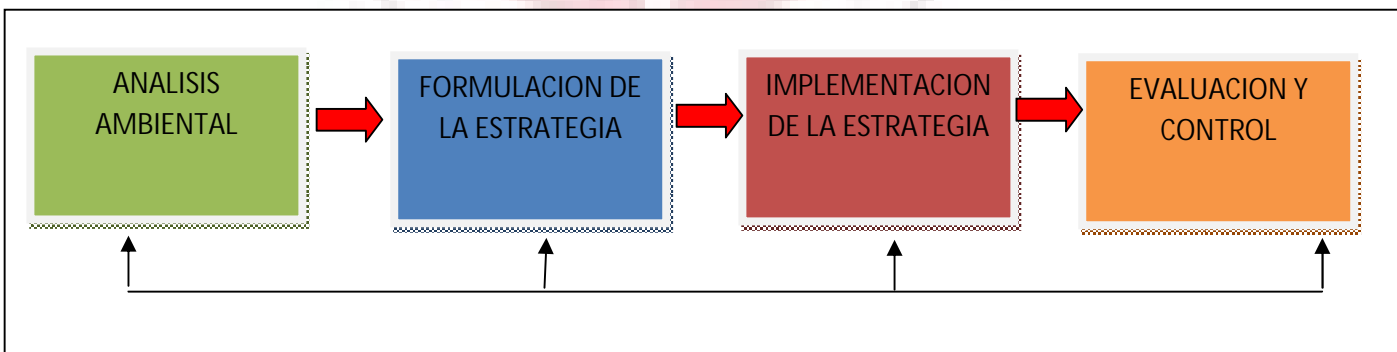 ANALISIS
AMBIENTAL
FORMULACION DE
LA ESTRATEGIA
IMPLEMENTACION
DE LA ESTRATEGIA
EVALUACION Y
CONTROL